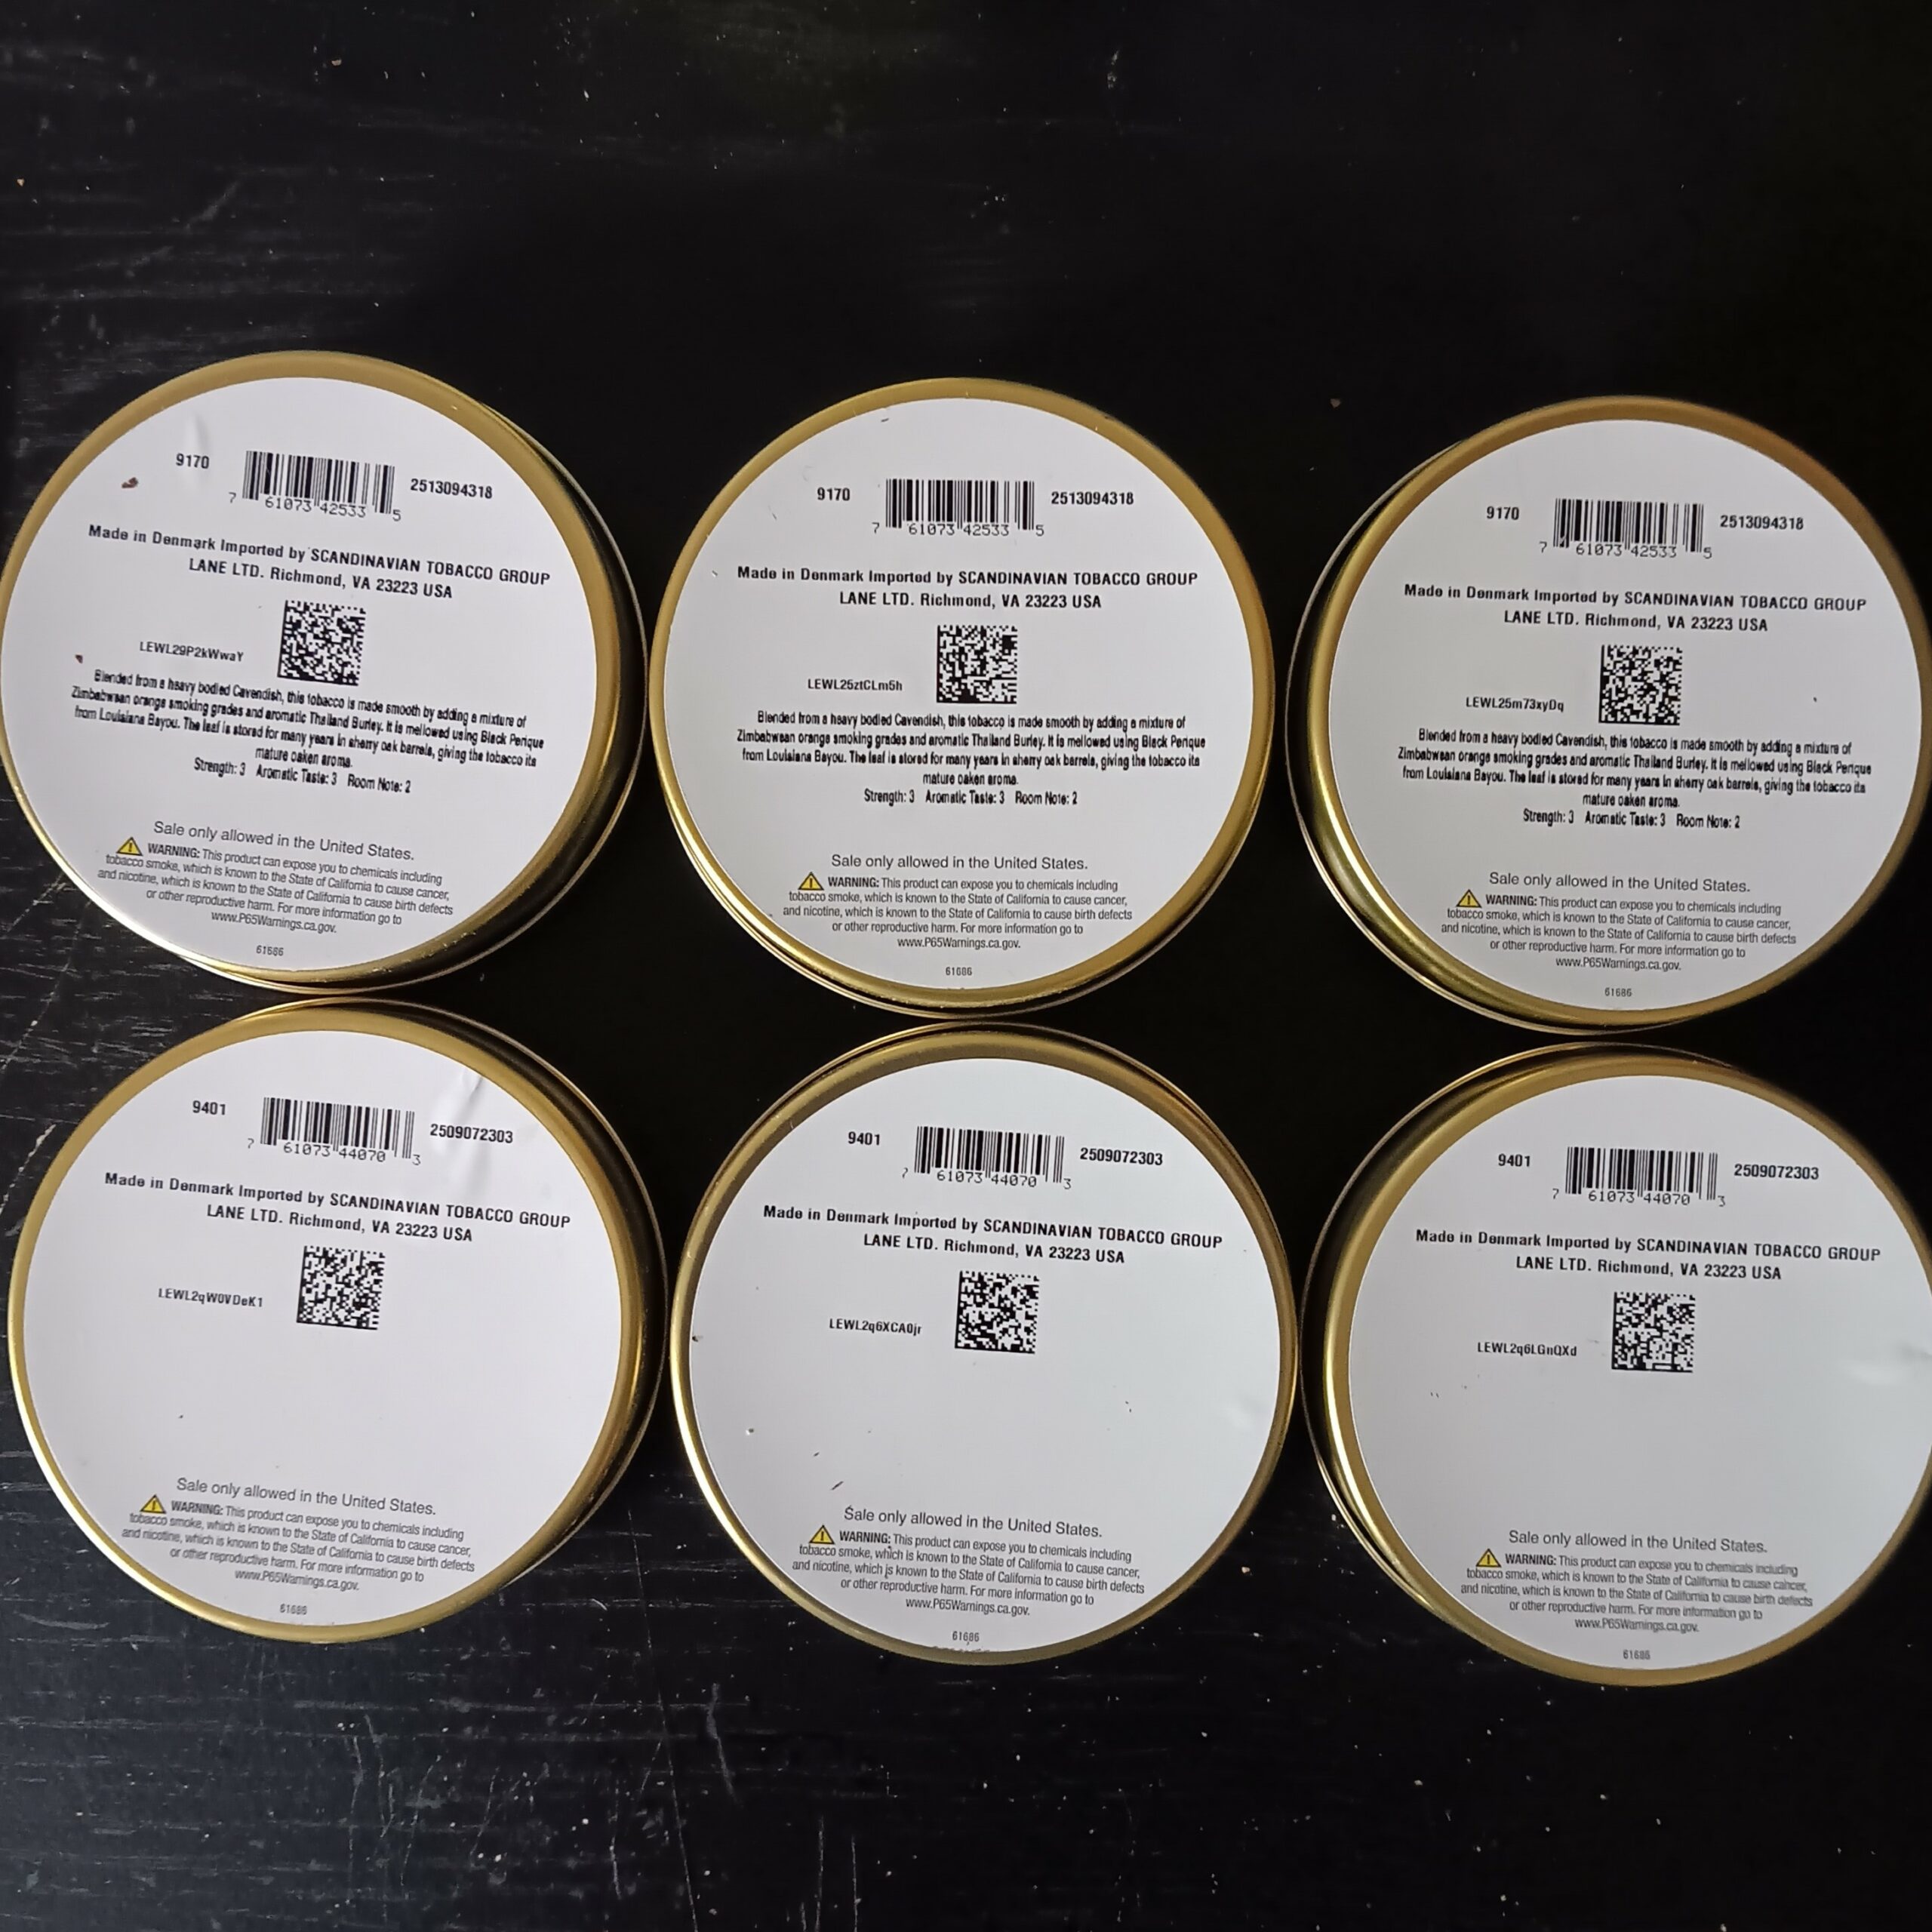 9170
7 61073 42533 5
2513094318
Made in Denmark Imported by SCANDINAVIAN TOBACCO GROUP
LANE LTD. Richmond, VA 23223 USA
LEWL29P2kWwaY
Blended from a heavy bodied Cavendish, this tobacco is made smooth by adding a mixture of
Zimbabwean orange smoking grades and aromatic Thailand Burley. It is mellowed using Black Perique
from Louisiana Bayou. The leaf is stored for many years in sherry oak barrels, giving the tobacco its
mature oaken aroma.
Strength: 3 Aromatic Taste: 3 Room Note: 2
Sale only allowed in the United States.
WARNING: This product can expose you to chemicals including
tobacco smoke, which is known to the State of California to cause cancer,
and nicotine, which is known to the State of California to cause birth defects
or other reproductive harm. For more information go to
www.P65Warnings.ca.gov.
61686
9170
7 61073 42533 5
2513094318
Made in Denmark Imported by SCANDINAVIAN TOBACCO GROUP
LANE LTD. Richmond, VA 23223 USA
LEWL25ztCLm5h
Blended from a heavy bodied Cavendish, this tobacco is made smooth by adding a mixture of
Zimbabwean orange smoking grades and aromatic Thailand Burley. It is mellowed using Black Perique
from Louisiana Bayou. The leaf is stored for many years in sherry oak barrels, giving the tobacco its
mature oaken aroma.
Strength: 3 Aromatic Taste: 3 Room Note: 2
Sale only allowed in the United States.
WARNING: This product can expose you to chemicals including
tobacco smoke, which is known to the State of California to cause cancer,
and nicotine, which is known to the State of California to cause birth defects
or other reproductive harm. For more information go to
www.P65Warnings.ca.gov.
61686
9170
7 61073 42533 5
2513094318
Made in Denmark Imported by SCANDINAVIAN TOBACCO GROUP
LANE LTD. Richmond, VA 23223 USA
LEWL25m73xyDq
Blended from a heavy bodied Cavendish, this tobacco is made smooth by adding a mixture of
Zimbabwean orange smoking grades and aromatic Thailand Burley. It is mellowed using Black Perique
from Louisiana Bayou. The leaf is stored for many years in sherry oak barrels, giving the tobacco its
mature oaken aroma.
Strength: 3 Aromatic Taste: 3 Room Note: 2
Sale only allowed in the United States.
WARNING: This product can expose you to chemicals including
tobacco smoke, which is known to the State of California to cause cancer,
and nicotine, which is known to the State of California to cause birth defects
or other reproductive harm. For more information go to
www.P65Warnings.ca.gov.
61686
9401
7 61073 44070 3
2509072303
Made in Denmark Imported by SCANDINAVIAN TOBACCO GROUP
LANE LTD. Richmond, VA 23223 USA
LEWL2qW0VDeK1
Sale only allowed in the United States.
WARNING: This product can expose you to chemicals including
tobacco smoke, which is known to the State of California to cause cancer,
and nicotine, which is known to the State of California to cause birth defects
or other reproductive harm. For more information go to
www.P65Warnings.ca.gov.
61686
9401
7 61073 44070 3
2509072303
Made in Denmark Imported by SCANDINAVIAN TOBACCO GROUP
LANE LTD. Richmond, VA 23223 USA
LEWL2q6XCA0jr
Sale only allowed in the United States.
WARNING: This product can expose you to chemicals including
tobacco smoke, which is known to the State of California to cause cancer,
and nicotine, which is known to the State of California to cause birth defects
or other reproductive harm. For more information go to
www.P65Warnings.ca.gov.
61686
9401
7 61073 44070 3
2509072303
Made in Denmark Imported by SCANDINAVIAN TOBACCO GROUP
LANE LTD. Richmond, VA 23223 USA
LEWL2q6LGnQXd
Sale only allowed in the United States.
WARNING: This product can expose you to chemicals including
tobacco smoke, which is known to the State of California to cause cancer,
and nicotine, which is known to the State of California to cause birth defects
or other reproductive harm. For more information go to
www.P65Warnings.ca.gov.
61686